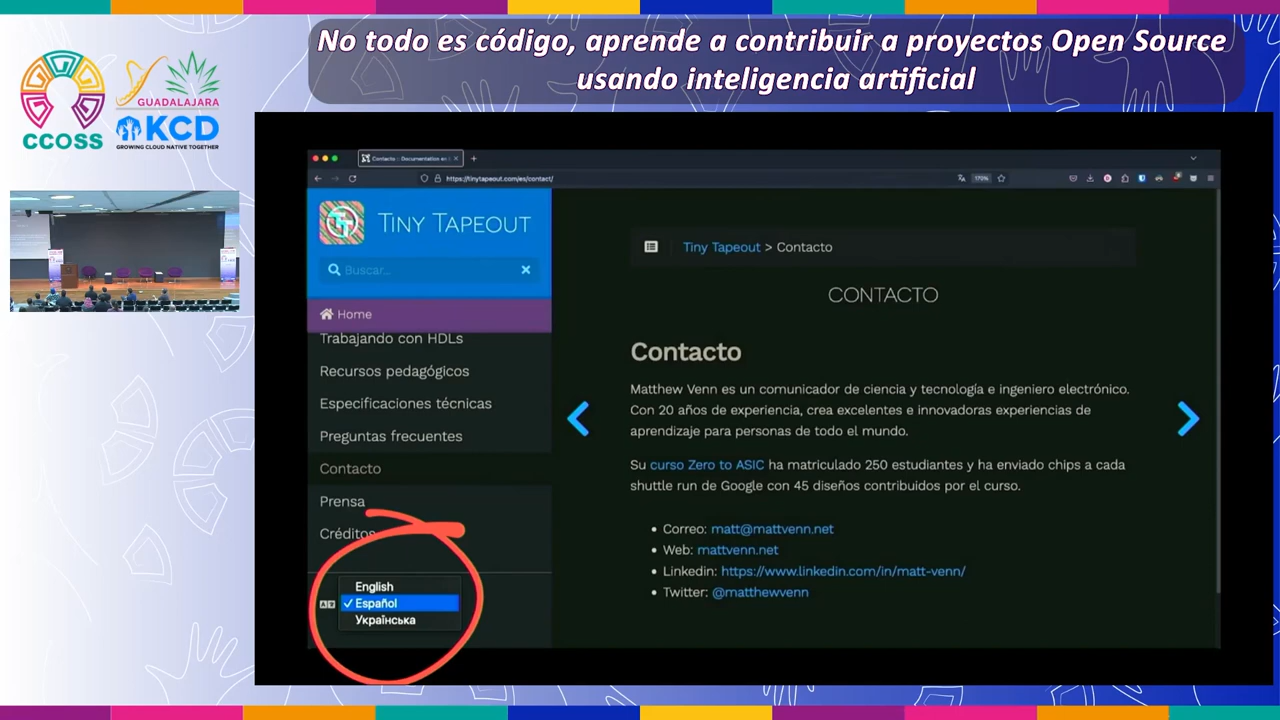 No todo es código, aprende a contribuir a proyectos Open Source
usando inteligencia artificial
CCOSS
GUADALAJARA
KCD
GROWING CLOUD NATIVE TOGETHER
Contacto :: Documentation en
https://tinytapeout.com/es/contact/
170%
TINY TAPEOUT
Buscar...
Home
Trabajando con HDLs
Recursos pedagógicos
Especificaciones técnicas
Preguntas frecuentes
Contacto
Prensa
Créditos
English
✓ Español
Українська
Tiny Tapeout > Contacto
CONTACTO
Contacto
Matthew Venn es un comunicador de ciencia y tecnología e ingeniero electrónico.
Con 20 años de experiencia, crea excelentes e innovadoras experiencias de
aprendizaje para personas de todo el mundo.
Su curso Zero to ASIC ha matriculado 250 estudiantes y ha enviado chips a cada
shuttle run de Google con 45 diseños contribuidos por el curso.
• Correo: matt@mattvenn.net
• Web: mattvenn.net
• Linkedin: https://www.linkedin.com/in/matt-venn/
• Twitter: @matthewvenn